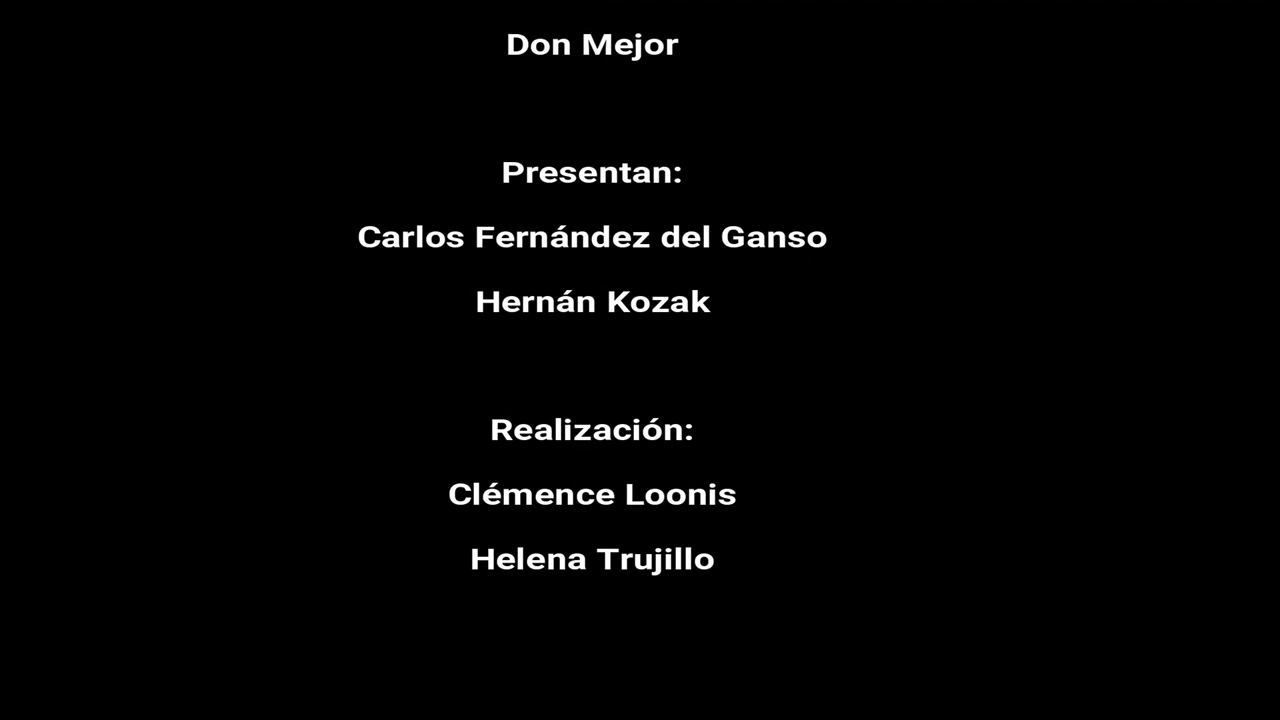 Don Mejor
Presentan:
Carlos Fernández del Ganso
Hernán Kozak
Realización:
Clémence Loonis
Helena Trujillo